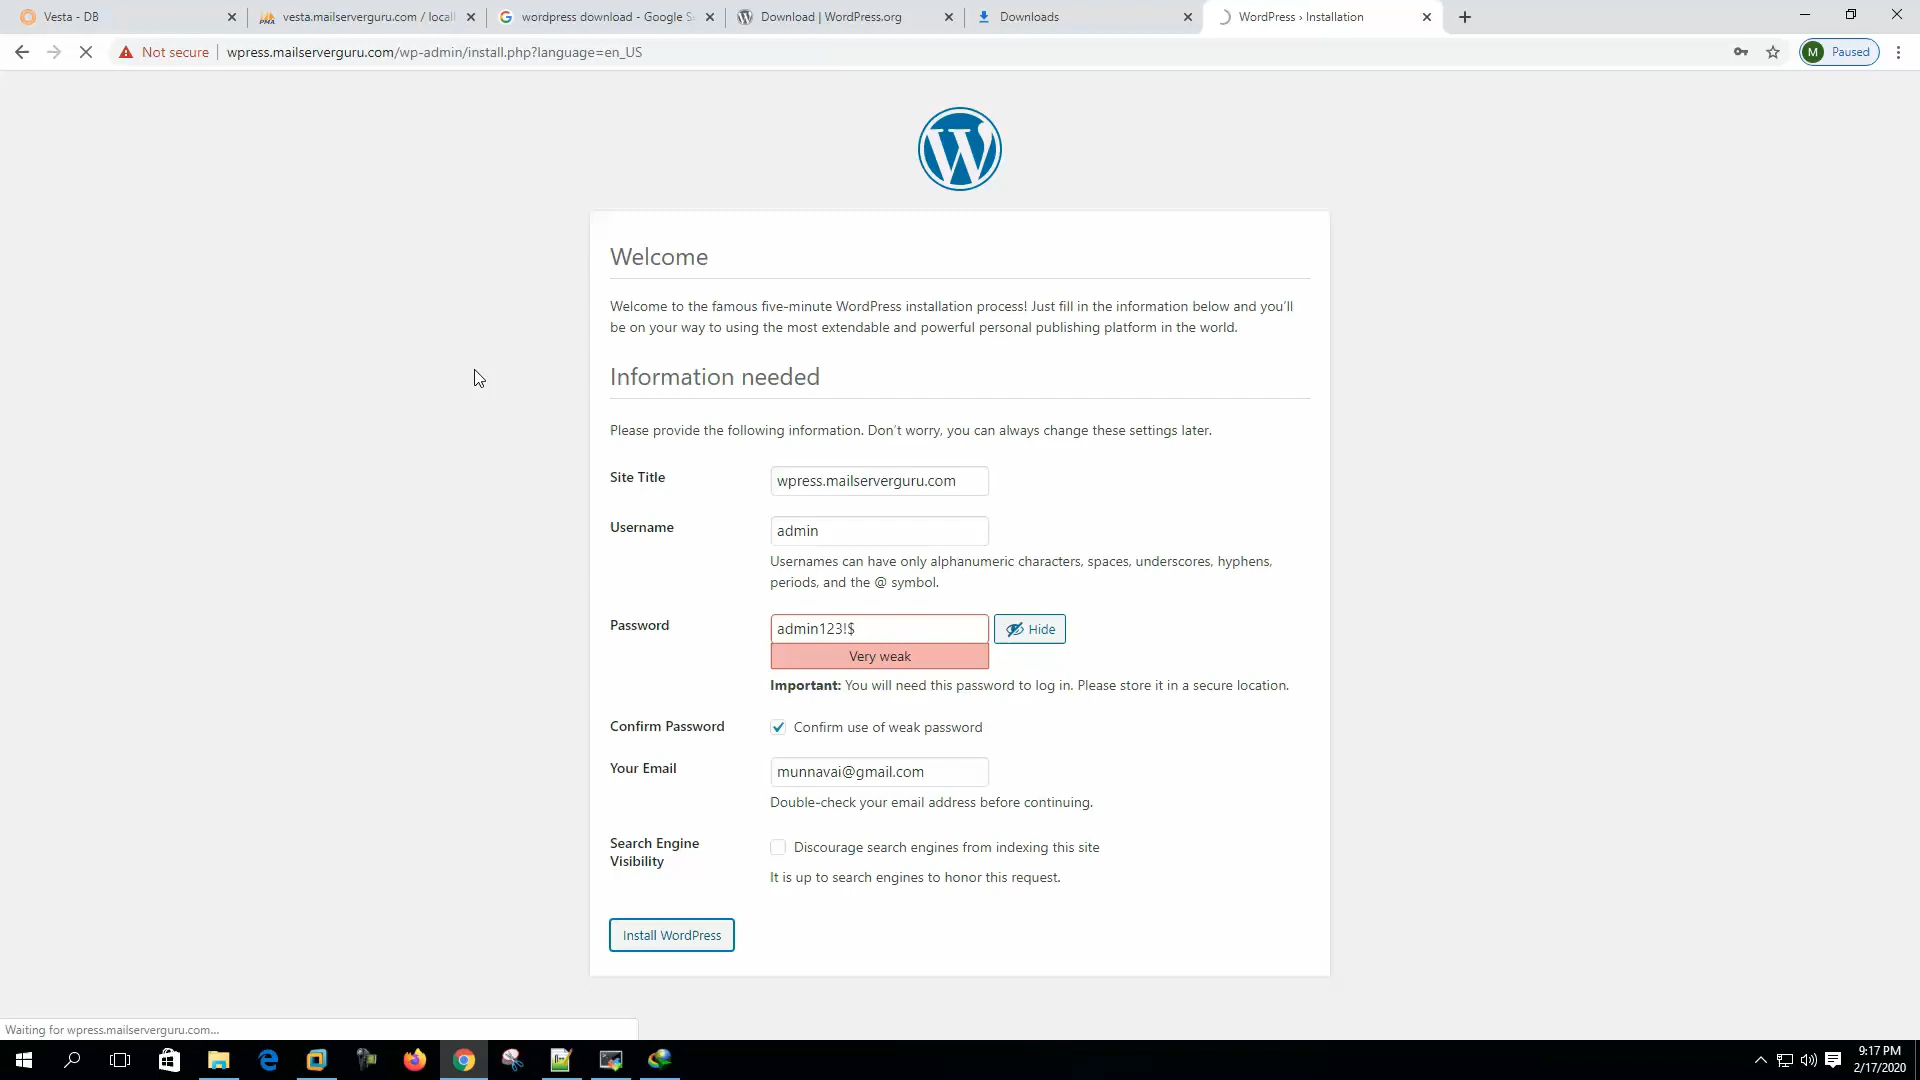 Vesta - DB
vesta.mailserverguru.com / locall
wordpress download - Google S
Download | WordPress.org
Downloads
WordPress › Installation
Not secure
wpress.mailserverguru.com/wp-admin/install.php?language=en_US
M
Paused
W
Welcome
Welcome to the famous five-minute WordPress installation process! Just fill in the information below and you’ll
be on your way to using the most extendable and powerful personal publishing platform in the world.
Information needed
Please provide the following information. Don’t worry, you can always change these settings later.
Site Title
wpress.mailserverguru.com
Username
admin
Usernames can have only alphanumeric characters, spaces, underscores, hyphens,
periods, and the @ symbol.
Password
admin123!$
Hide
Very weak
Important: You will need this password to log in. Please store it in a secure location.
Confirm Password
Confirm use of weak password
Your Email
munnavai@gmail.com
Double-check your email address before continuing.
Search Engine
Visibility
Discourage search engines from indexing this site
It is up to search engines to honor this request.
Install WordPress
Waiting for wpress.mailserverguru.com...
9:17 PM
2/17/2020